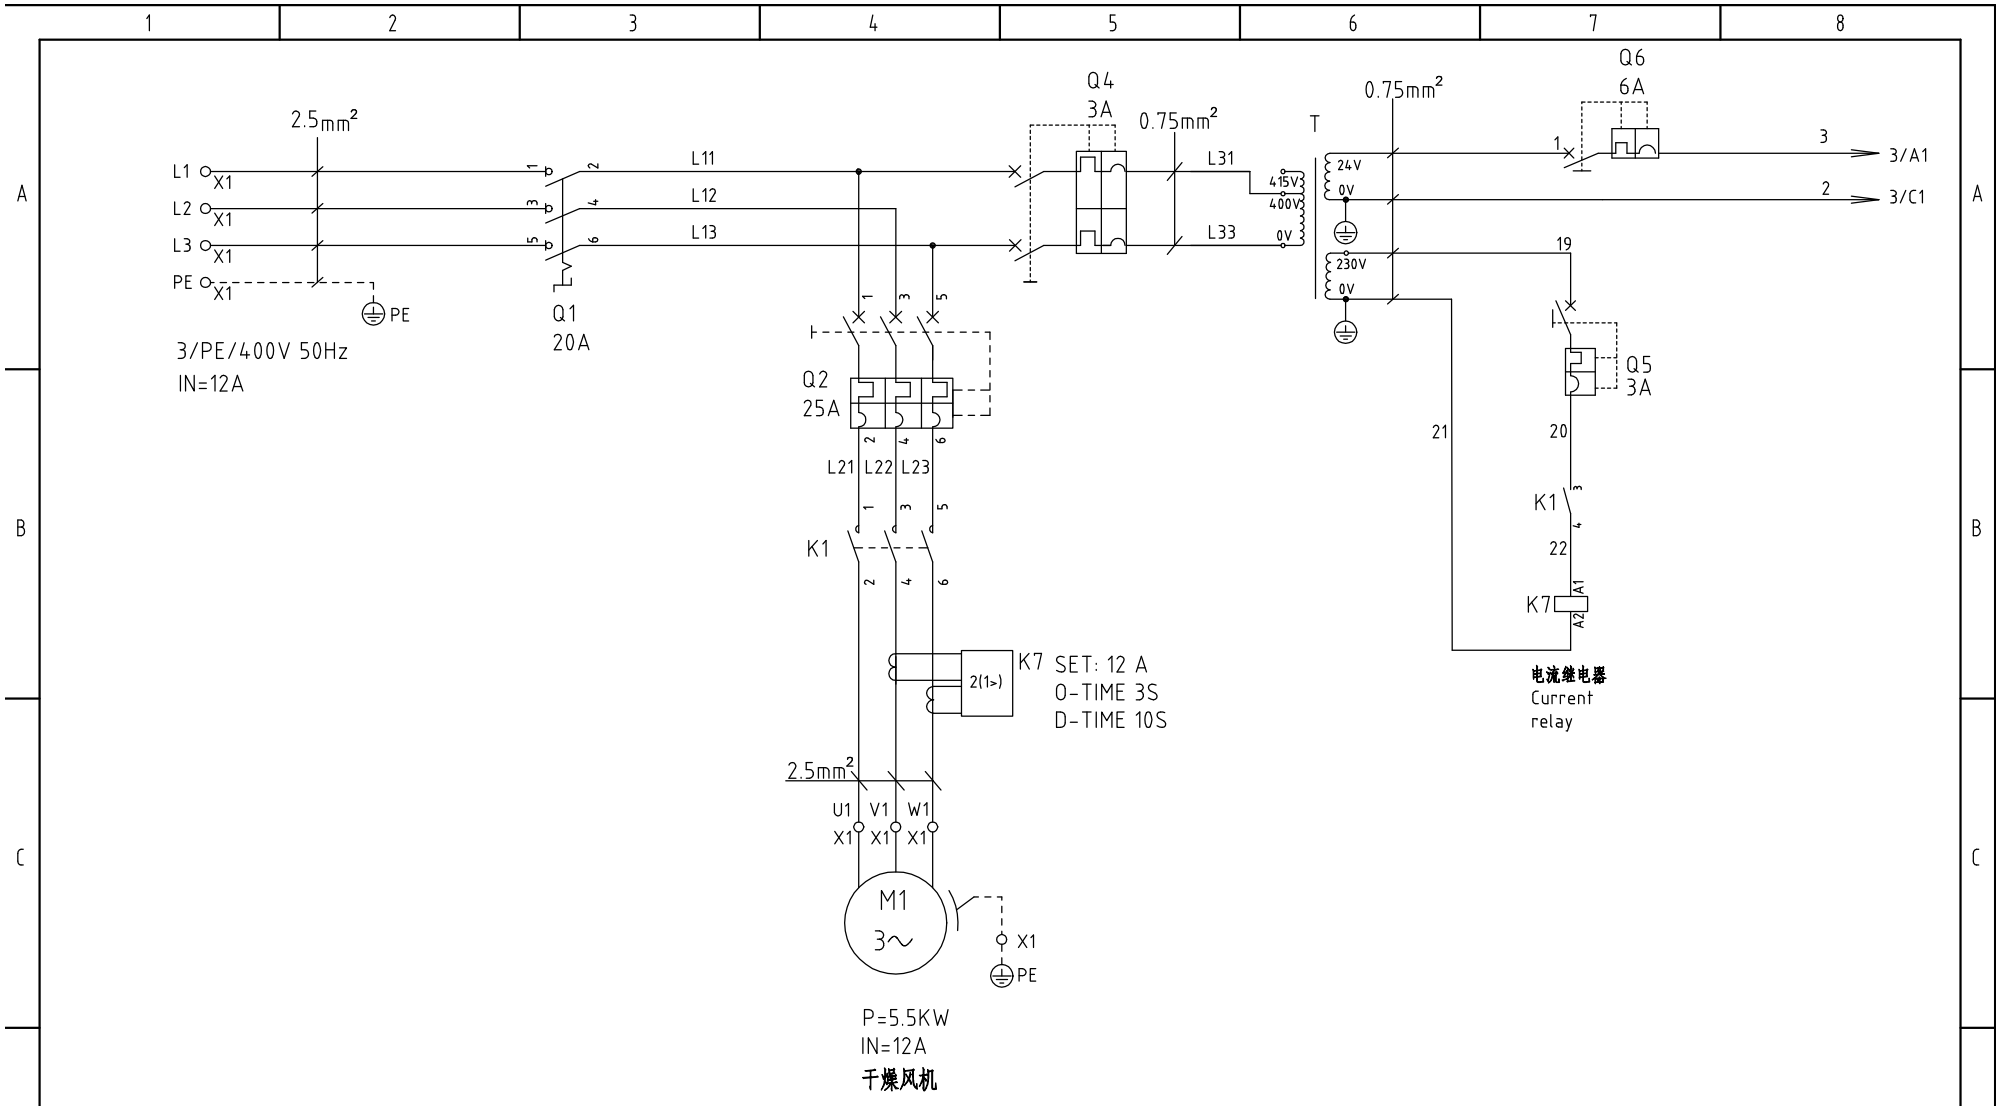 1 2 3 4 5 6 7 8
Q6
6A
Q4
3A
0.75mm²
2.5mm²
0.75mm²
T
1
3
3/A1
L1
X1
1
2
L11
L31
415V
24V
A
A
L2
X1
3
4
L12
400V
0V
2
3/C1
L3
X1
5
6
L13
L33
0V
19
230V
0V
PE
X1
PE
Q1
20A
1
3
5
3/PE/400V 50Hz
IN=12A
Q2
25A
2
4
6
Q5
3A
21
20
L21
L22
L23
1
3
5
K1
3
4
B
B
K1
2
4
6
22
A1
K7
A2
2(1>)
K7
SET: 12 A
O-TIME 3S
D-TIME 10S
电流继电器
Current
relay
2.5mm²
U1
V1
W1
X1
X1
X1
C
C
M1
3~
X1
PE
P=5.5KW
IN=12A
干燥风机